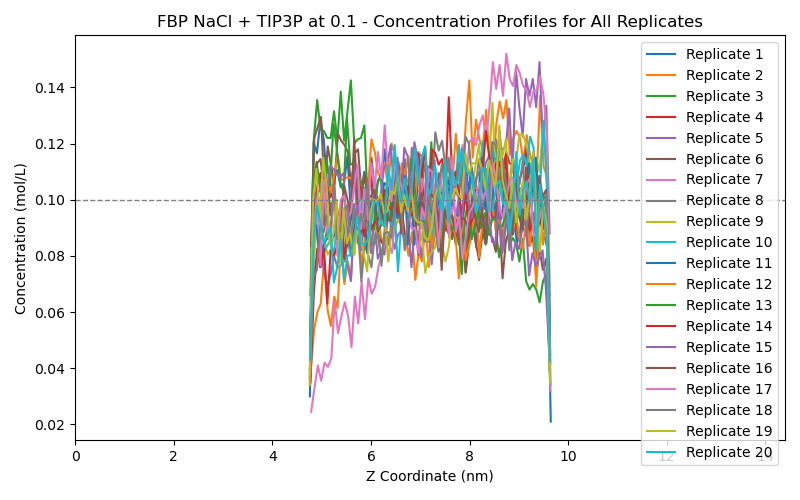 FBP NaCl + TIP3P at 0.1 - Concentration Profiles for All Replicates
Concentration (mol/L)
0.14
0.12
0.10
0.08
0.06
0.04
0.02
0
2
4
6
8
10
12
14
Z Coordinate (nm)
Replicate 1
Replicate 2
Replicate 3
Replicate 4
Replicate 5
Replicate 6
Replicate 7
Replicate 8
Replicate 9
Replicate 10
Replicate 11
Replicate 12
Replicate 13
Replicate 14
Replicate 15
Replicate 16
Replicate 17
Replicate 18
Replicate 19
Replicate 20